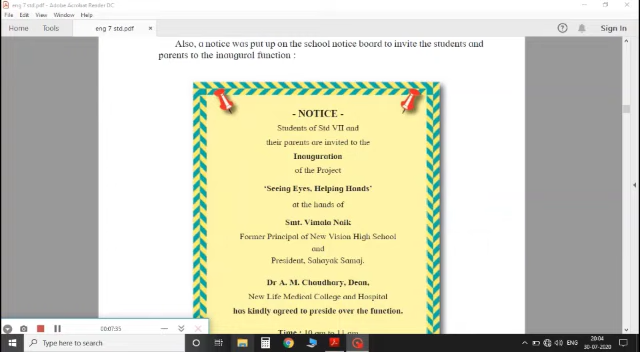 eng 7 std.pdf - Adobe Acrobat Reader DC
File Edit View Window Help
Home Tools eng 7 std.pdf × Sign In
Also, a notice was put up on the school notice board to invite the students and
parents to the inaugural function :
- NOTICE -
Students of Std VII and
their parents are invited to the
Inauguration
of the Project
‘Seeing Eyes, Helping Hands’
at the hands of
Smt. Vimala Naik
Former Principal of New Vision High School
and
President, Sahayak Samaj.
Dr A. M. Chaudhary, Dean,
New Life Medical College and Hospital
has kindly agreed to preside over the function.
Time : 10 am to 11 am
00:07:35
Type here to search
ENG
20:04
30-07-2020